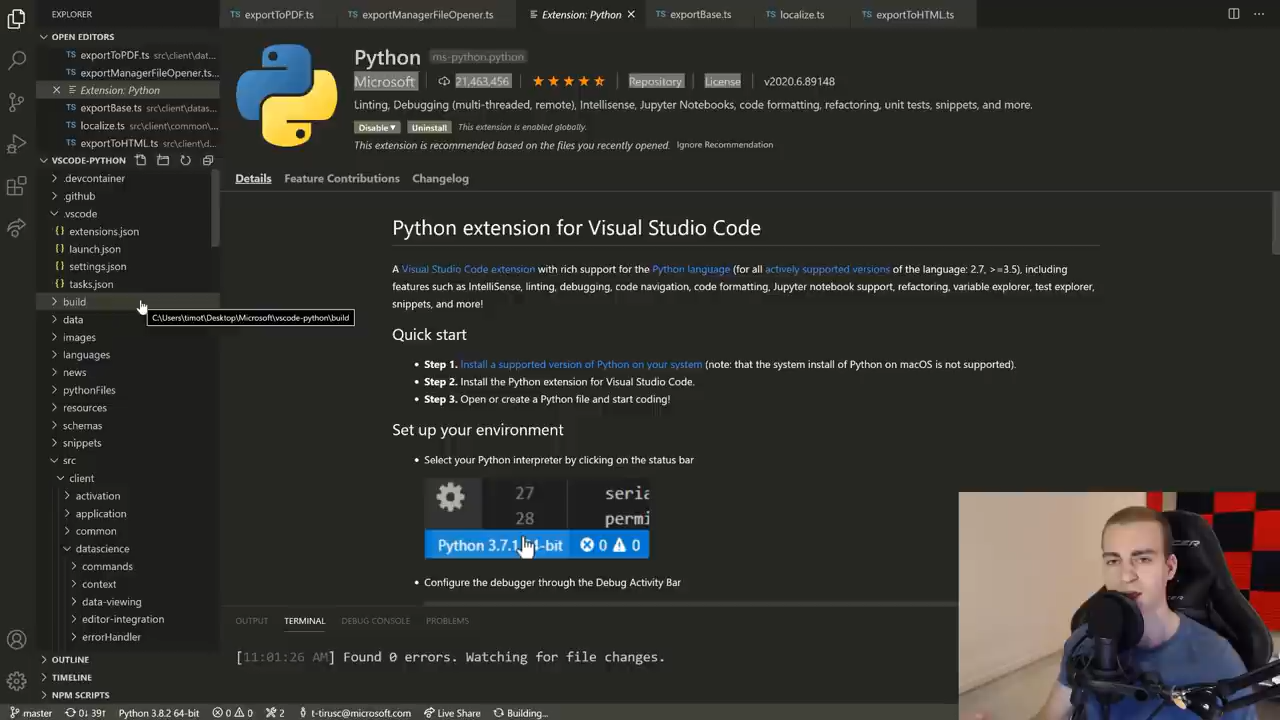 EXPLORER
OPEN EDITORS
TS exportToPDF.ts src\client\dat...
TS exportManagerFileOpener.ts...
Extension: Python
TS exportBase.ts src\client\datas...
TS localize.ts src\client\common\...
TS exportToHTML.ts src\client\d...
VSCODE-PYTHON
.devcontainer
.github
.vscode
{} extensions.json
{} launch.json
{} settings.json
{} tasks.json
build
data
images
languages
news
pythonFiles
resources
schemas
snippets
src
client
activation
application
common
datascience
commands
context
data-viewing
editor-integration
errorHandler
OUTLINE
TIMELINE
NPM SCRIPTS
C:\Users\timot\Desktop\Microsoft\vscode-python\build
TS exportToPDF.ts TS exportManagerFileOpener.ts Extension: Python TS exportBase.ts TS localize.ts TS exportToHTML.ts
Python ms-python.python
Microsoft 21,463,456 Repository License v2020.6.89148
Linting, Debugging (multi-threaded, remote), Intellisense, Jupyter Notebooks, code formatting, refactoring, unit tests, snippets, and more.
Disable Uninstall This extension is enabled globally.
This extension is recommended based on the files you recently opened. Ignore Recommendation
Details Feature Contributions Changelog
Python extension for Visual Studio Code
A Visual Studio Code extension with rich support for the Python language (for all actively supported versions of the language: 2.7, >=3.5), including
features such as IntelliSense, linting, debugging, code navigation, code formatting, Jupyter notebook support, refactoring, variable explorer, test explorer,
snippets, and more!
Quick start
• Step 1. Install a supported version of Python on your system (note: that the system install of Python on macOS is not supported).
• Step 2. Install the Python extension for Visual Studio Code.
• Step 3. Open or create a Python file and start coding!
Set up your environment
• Select your Python interpreter by clicking on the status bar
27 seria
28 permi
Python 3.7.1 -bit 0 0
• Configure the debugger through the Debug Activity Bar
OUTPUT TERMINAL DEBUG CONSOLE PROBLEMS
[11:01:26 AM] Found 0 errors. Watching for file changes.
master 0↓ 39↑ Python 3.8.2 64-bit 0 0 2 t-tirusc@microsoft.com Live Share Building...